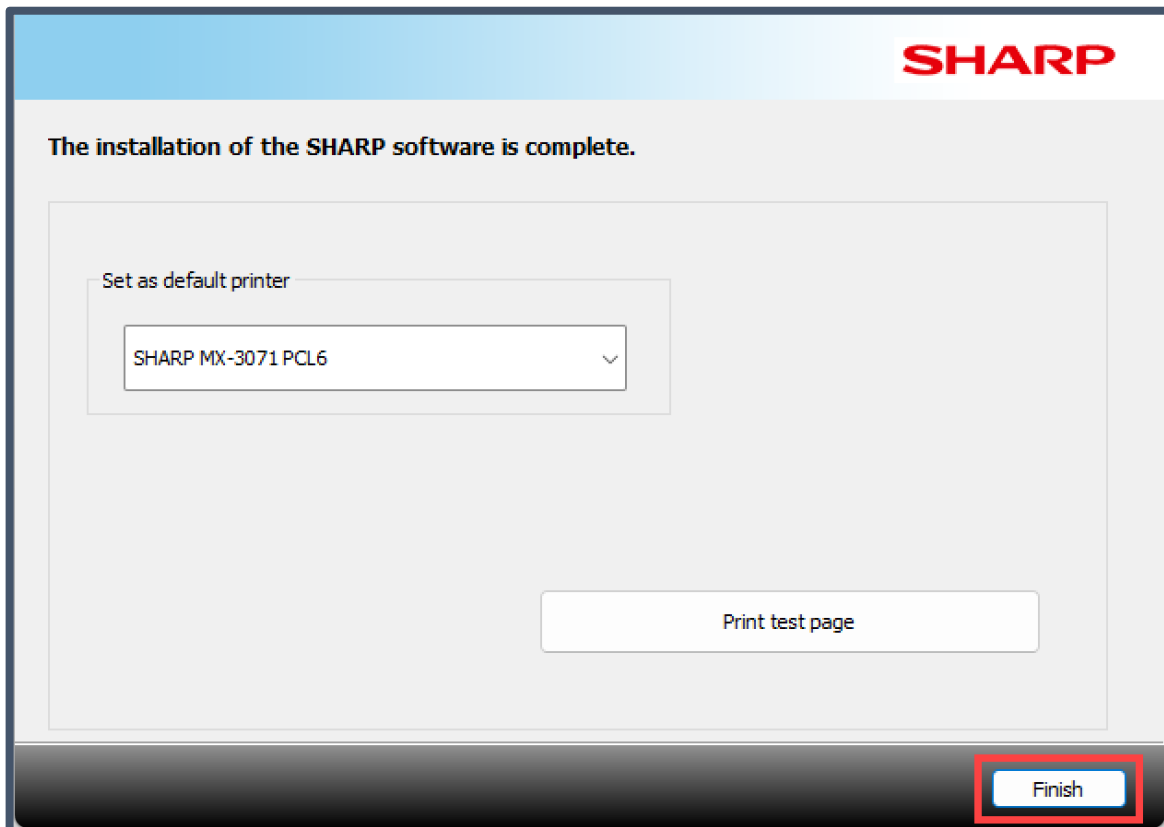 SHARP
The installation of the SHARP software is complete.
Set as default printer
SHARP MX-3071 PCL6
Print test page
Finish